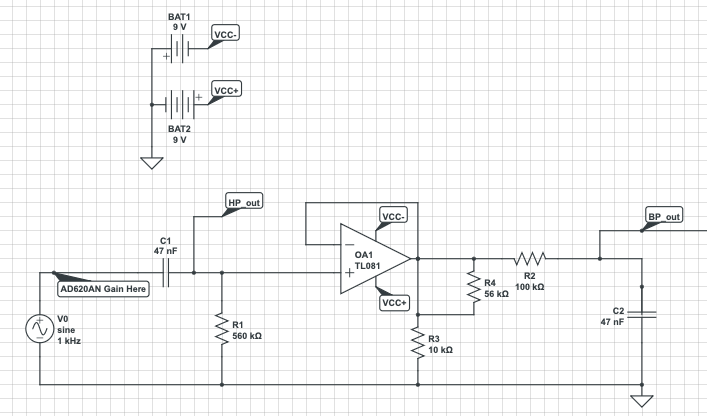 BAT1
9 V
VCC-
+
VCC+
+
BAT2
9 V
HP_out
BP_out
C1
47 nF
VCC-
OA1
TL081
−
+
AD620AN Gain Here
R2
100 kΩ
R4
56 kΩ
VCC+
V0
sine
1 kHz
+
−
R1
560 kΩ
R3
10 kΩ
C2
47 nF